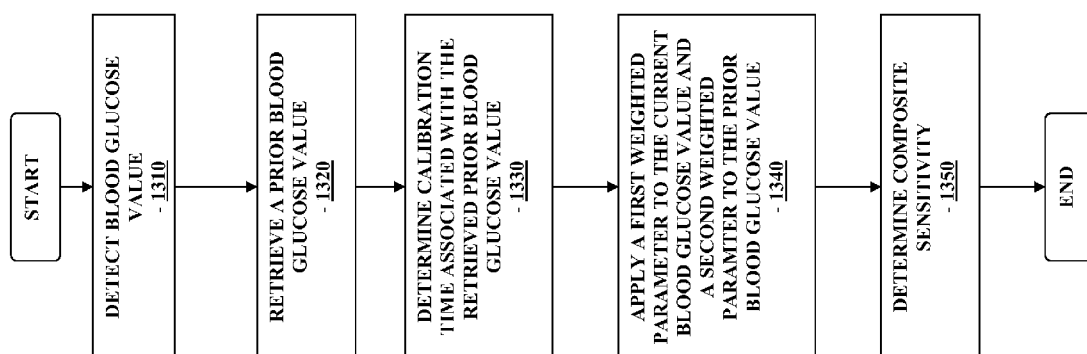 START
DETECT BLOOD GLUCOSE
VALUE
- 1310
RETRIEVE A PRIOR BLOOD
GLUCOSE VALUE
- 1320
DETERMINE CALIBRATION
TIME ASSOCIATED WITH THE
RETRIEVED PRIOR BLOOD
GLUCOSE VALUE
- 1330
APPLY A FIRST WEIGHTED
PARAMETER TO THE CURRENT
BLOOD GLUCOSE VALUE AND
A SECOND WEIGHTED
PARAMTER TO THE PRIOR
BLOOD GLUCOSE VALUE
- 1340
DETERMINE COMPOSITE
SENSITIVITY
- 1350
END